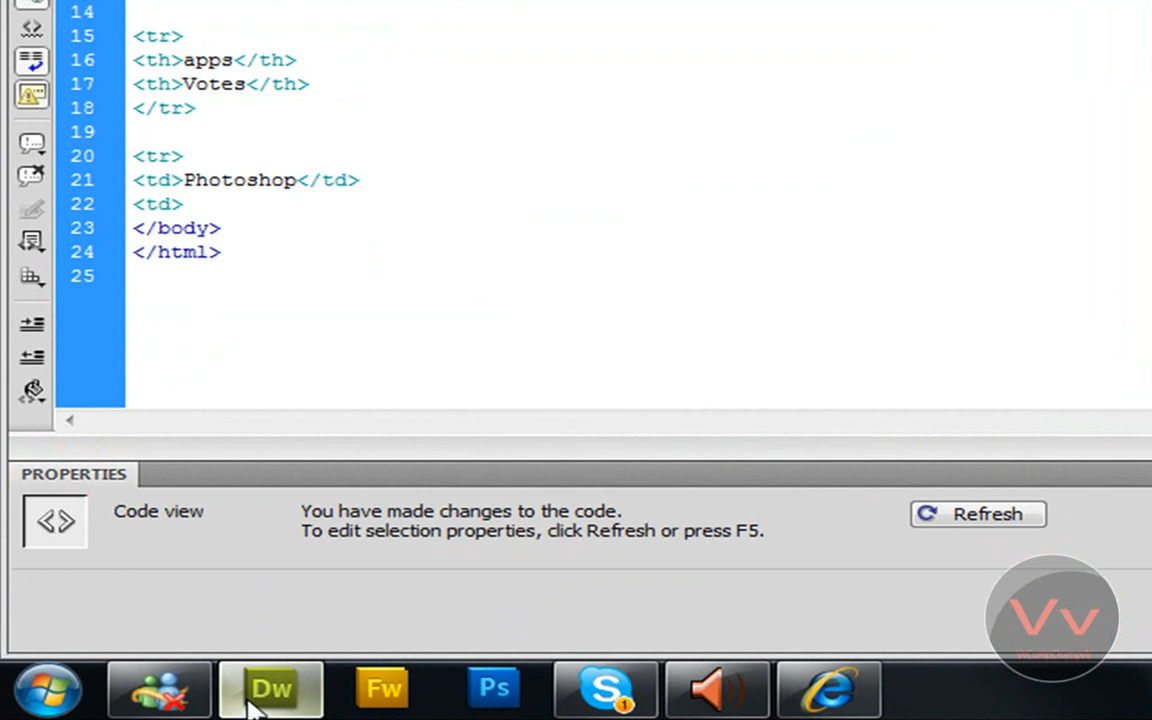 14
15 <tr>
16 <th>apps</th>
17 <th>Votes</th>
18 </tr>
19
20 <tr>
21 <td>Photoshop</td>
22 <td>
23 </body>
24 </html>
25
PROPERTIES
Code view
You have made changes to the code.
To edit selection properties, click Refresh or press F5.
Refresh
Vv
Dw
Fw
Ps
S
1